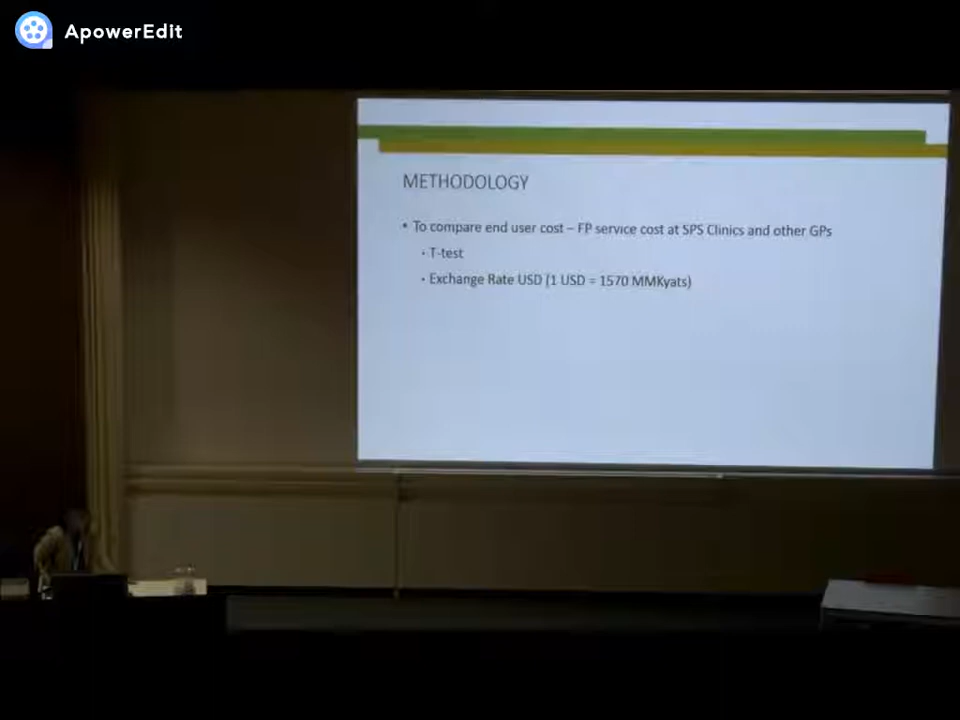 ApowerEdit
METHODOLOGY
• To compare end user cost – FP service cost at SPS Clinics and other GPs
• T-test
• Exchange Rate USD (1 USD = 1570 MMKyats)